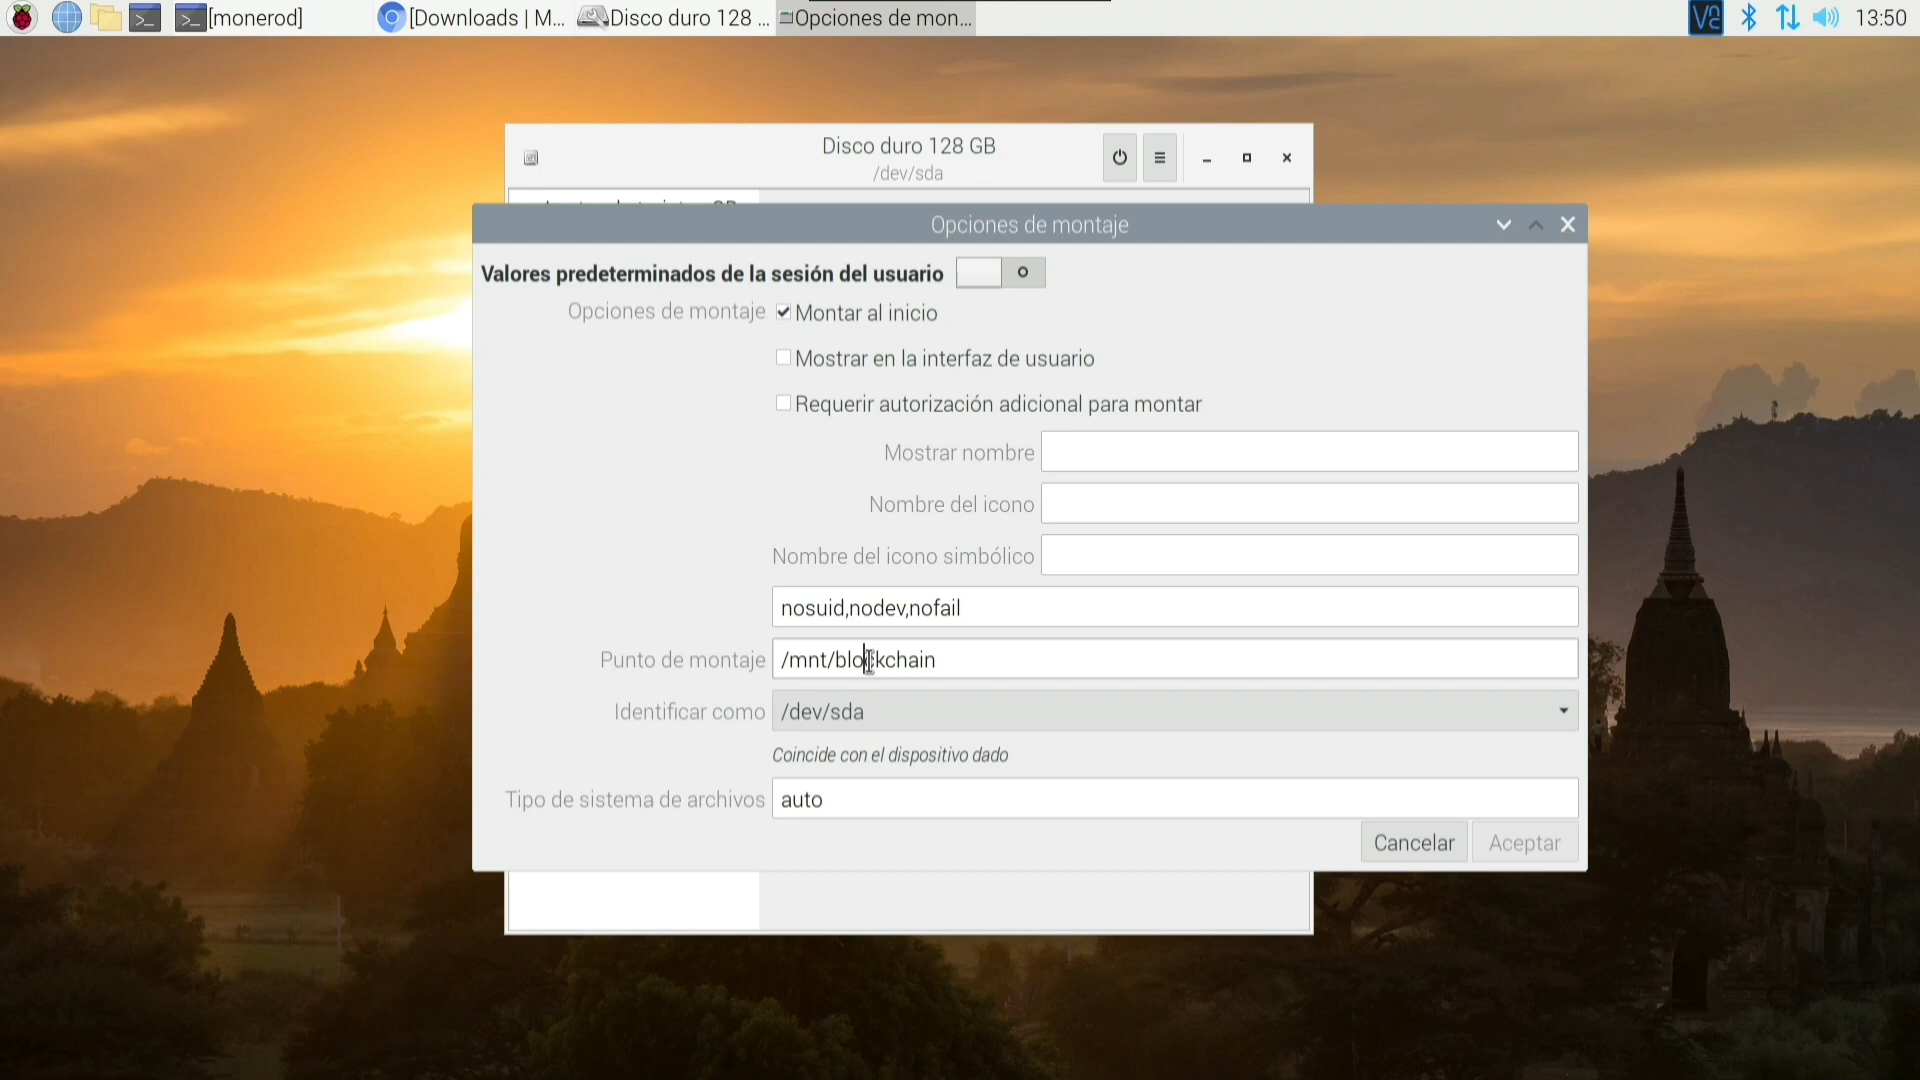 [monerod]
[Downloads | M...
Disco duro 128 ...
Opciones de mon...
13:50
Disco duro 128 GB
/dev/sda
Opciones de montaje
Valores predeterminados de la sesión del usuario
Opciones de montaje
Montar al inicio
Mostrar en la interfaz de usuario
Requerir autorización adicional para montar
Mostrar nombre
Nombre del icono
Nombre del icono simbólico
nosuid,nodev,nofail
Punto de montaje /mnt/blockchain
Identificar como /dev/sda
Coincide con el dispositivo dado
Tipo de sistema de archivos auto
Cancelar Aceptar